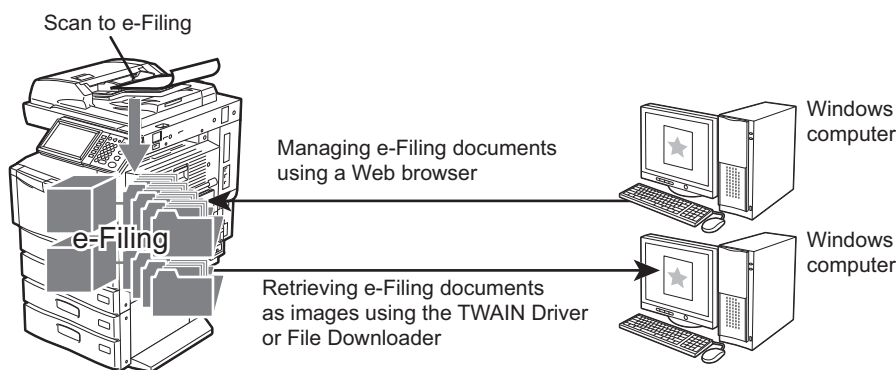 Scan to e-Filing
Windows
computer
Managing e-Filing documents
using a Web browser
e-Filing
Windows
computer
Retrieving e-Filing documents
as images using the TWAIN Driver
or File Downloader